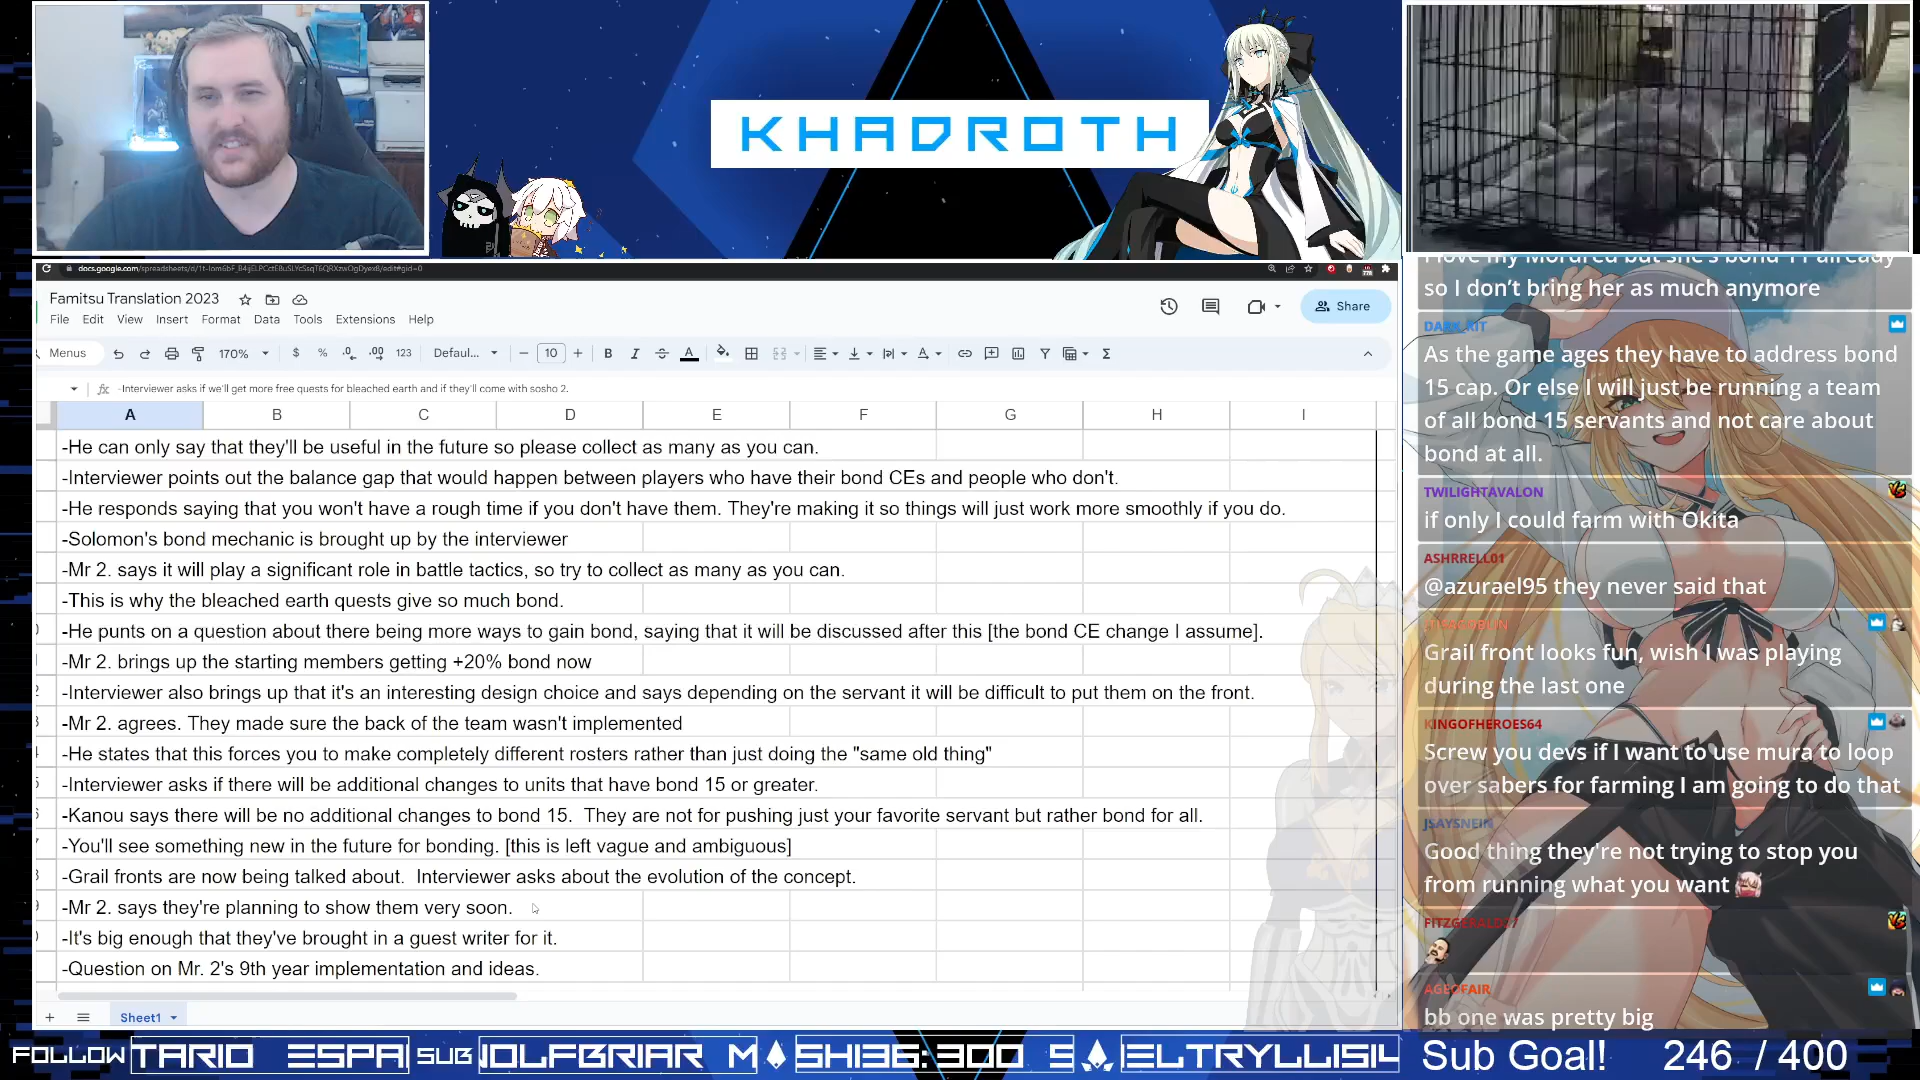 KHADROTH
Famitsu Translation 2023
File Edit View Insert Format Data Tools Extensions Help
Share
Menus 170% $ % .0 .00 123 Defaul... 10 B I A
-Interviewer asks if we'll get more free quests for bleached earth and if they'll come with sosho 2.
A B C D E F G H I
-He can only say that they'll be useful in the future so please collect as many as you can.
-Interviewer points out the balance gap that would happen between players who have their bond CEs and people who don't.
-He responds saying that you won't have a rough time if you don't have them. They're making it so things will just work more smoothly if you do.
-Solomon's bond mechanic is brought up by the interviewer
-Mr 2. says it will play a significant role in battle tactics, so try to collect as many as you can.
-This is why the bleached earth quests give so much bond.
-He punts on a question about there being more ways to gain bond, saying that it will be discussed after this [the bond CE change I assume].
-Mr 2. brings up the starting members getting +20% bond now
-Interviewer also brings up that it's an interesting design choice and says depending on the servant it will be difficult to put them on the front.
-Mr 2. agrees. They made sure the back of the team wasn't implemented
-He states that this forces you to make completely different rosters rather than just doing the "same old thing"
-Interviewer asks if there will be additional changes to units that have bond 15 or greater.
-Kanou says there will be no additional changes to bond 15.  They are not for pushing just your favorite servant but rather bond for all.
-You'll see something new in the future for bonding. [this is left vague and ambiguous]
-Grail fronts are now being talked about.  Interviewer asks about the evolution of the concept.
-Mr 2. says they're planning to show them very soon.
-It's big enough that they've brought in a guest writer for it.
-Question on Mr. 2's 9th year implementation and ideas.
Sheet1
so I don't bring her as much anymore
DARK_KIT
As the game ages they have to address bond
15 cap. Or else I will just be running a team
of all bond 15 servants and not care about
bond at all.
TWILIGHTAVALON
if only I could farm with Okita
ASHRRELL01
@azurael95 they never said that
Grail front looks fun, wish I was playing
during the last one
KINGOFHEROES64
Screw you devs if I want to use mura to loop
over sabers for farming I am going to do that
JSAYSNEIN
Good thing they're not trying to stop you
from running what you want
AGEOFAIR
bb one was pretty big
FOLLOW TARIO ESPA SUB WOLFBRIAR M SHI36: 300 S ELTRYLLISI4 Sub Goal! 246 / 400